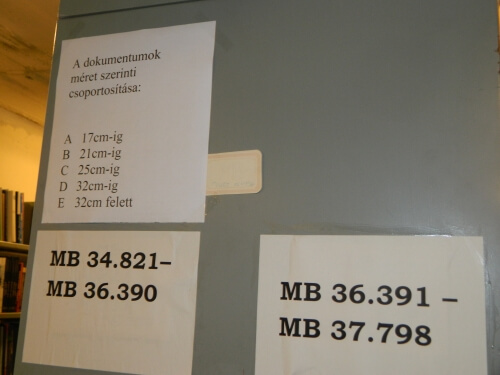 A dokumentumok
méret szerinti
csoportosítása:
A 17cm-ig
B 21cm-ig
C 25cm-ig
D 32cm-ig
E 32cm felett
MB 34.821–
MB 36.390
MB 36.391 –
MB 37.798